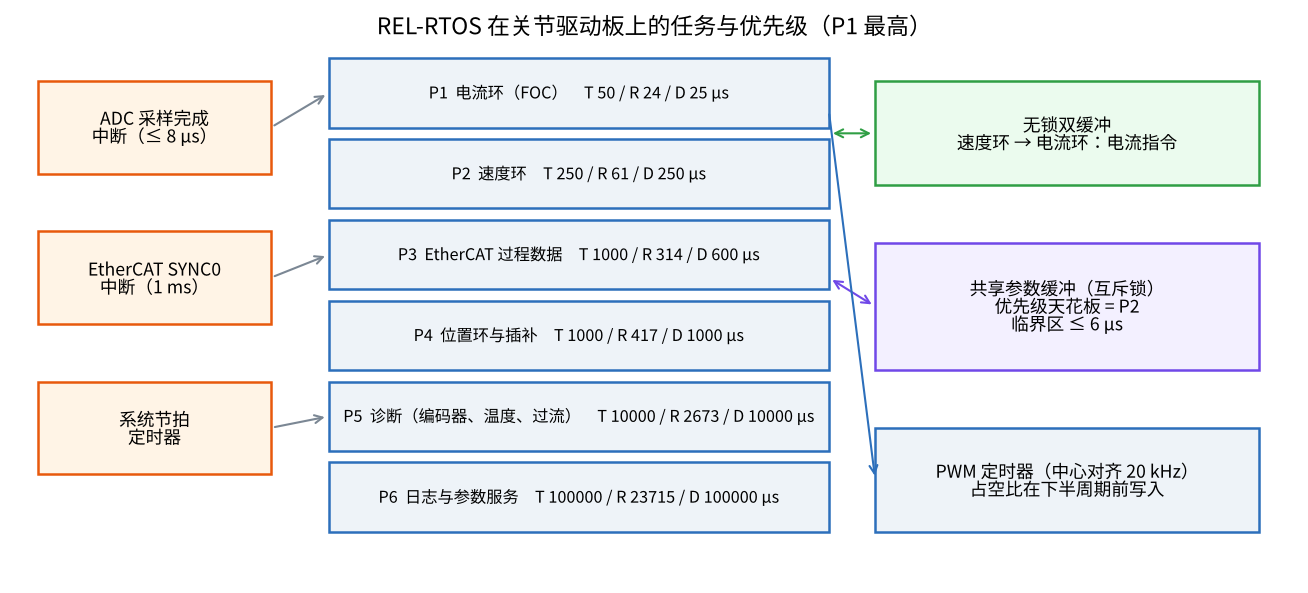 REL-RTOS 在关节驱动板上的任务与优先级（P1 最高）
ADC 采样完成
中断（≤ 8 µs）
EtherCAT SYNC0
中断（1 ms）
系统节拍
定时器
P1 电流环（FOC） T 50 / R 24 / D 25 µs
P2 速度环 T 250 / R 61 / D 250 µs
P3 EtherCAT 过程数据 T 1000 / R 314 / D 600 µs
P4 位置环与插补 T 1000 / R 417 / D 1000 µs
P5 诊断（编码器、温度、过流） T 10000 / R 2673 / D 10000 µs
P6 日志与参数服务 T 100000 / R 23715 / D 100000 µs
无锁双缓冲
速度环 → 电流环：电流指令
共享参数缓冲（互斥锁）
优先级天花板 = P2
临界区 ≤ 6 µs
PWM 定时器（中心对齐 20 kHz）
占空比在下半周期前写入